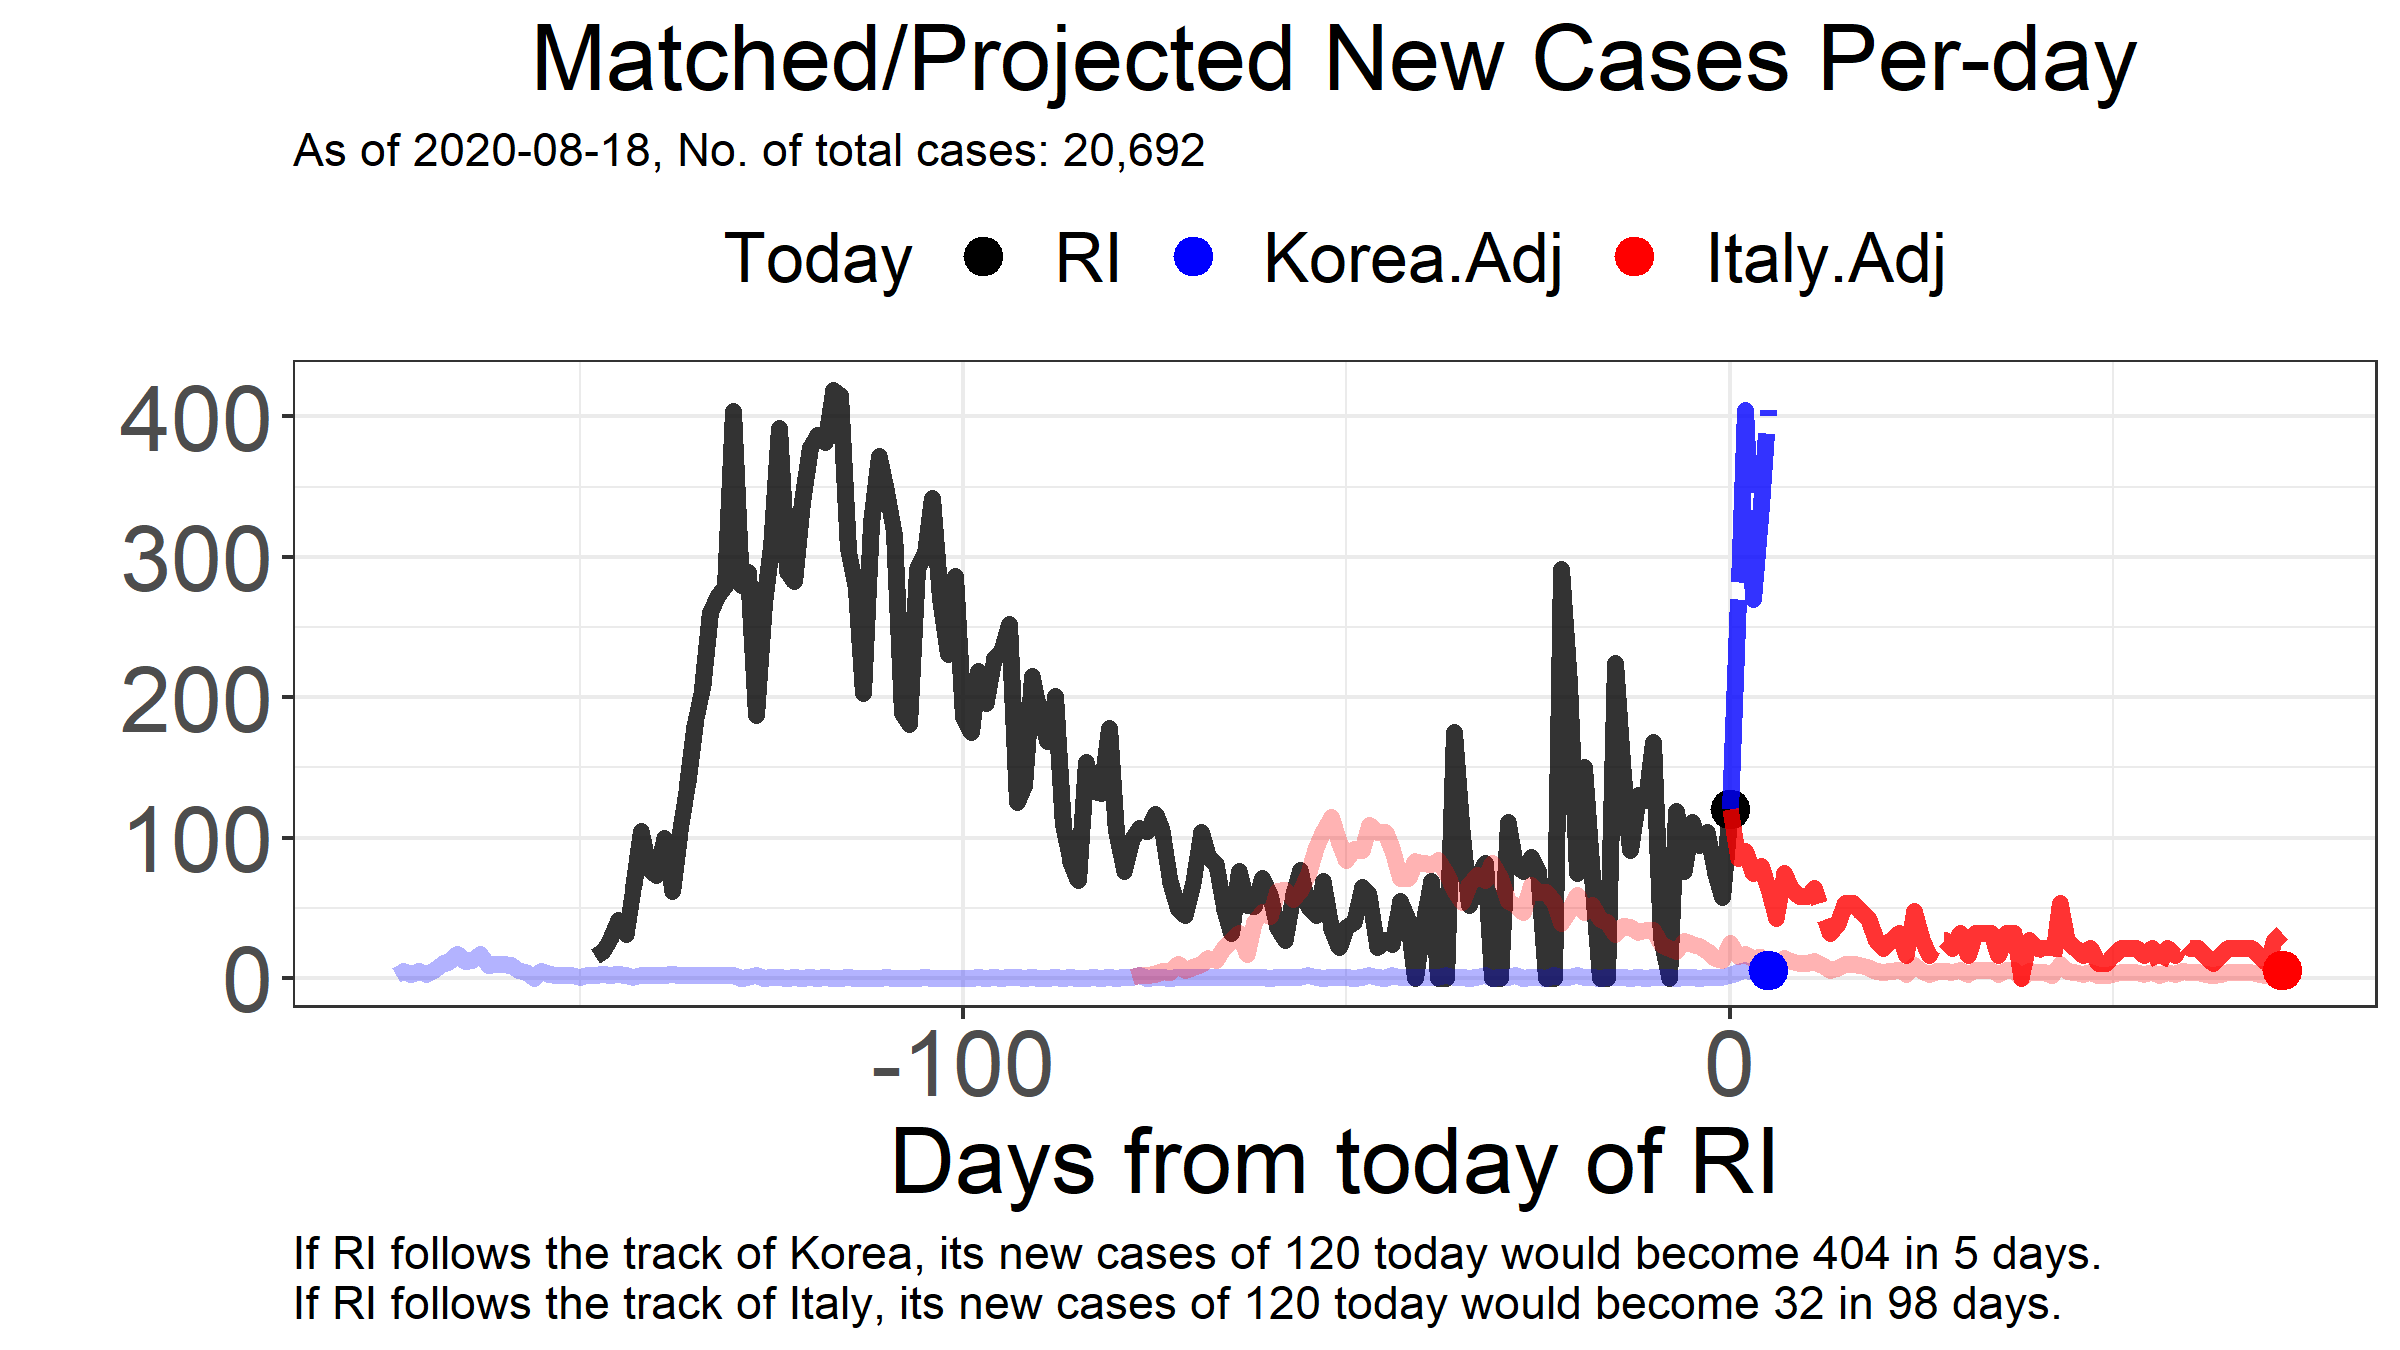 Matched/Projected New Cases Per-day
As of 2020-08-18, No. of total cases: 20,692
Today RI Korea.Adj Italy.Adj
400
300
200
100
0
-100 0
Days from today of RI
If RI follows the track of Korea, its new cases of 120 today would become 404 in 5 days.
If RI follows the track of Italy, its new cases of 120 today would become 32 in 98 days.